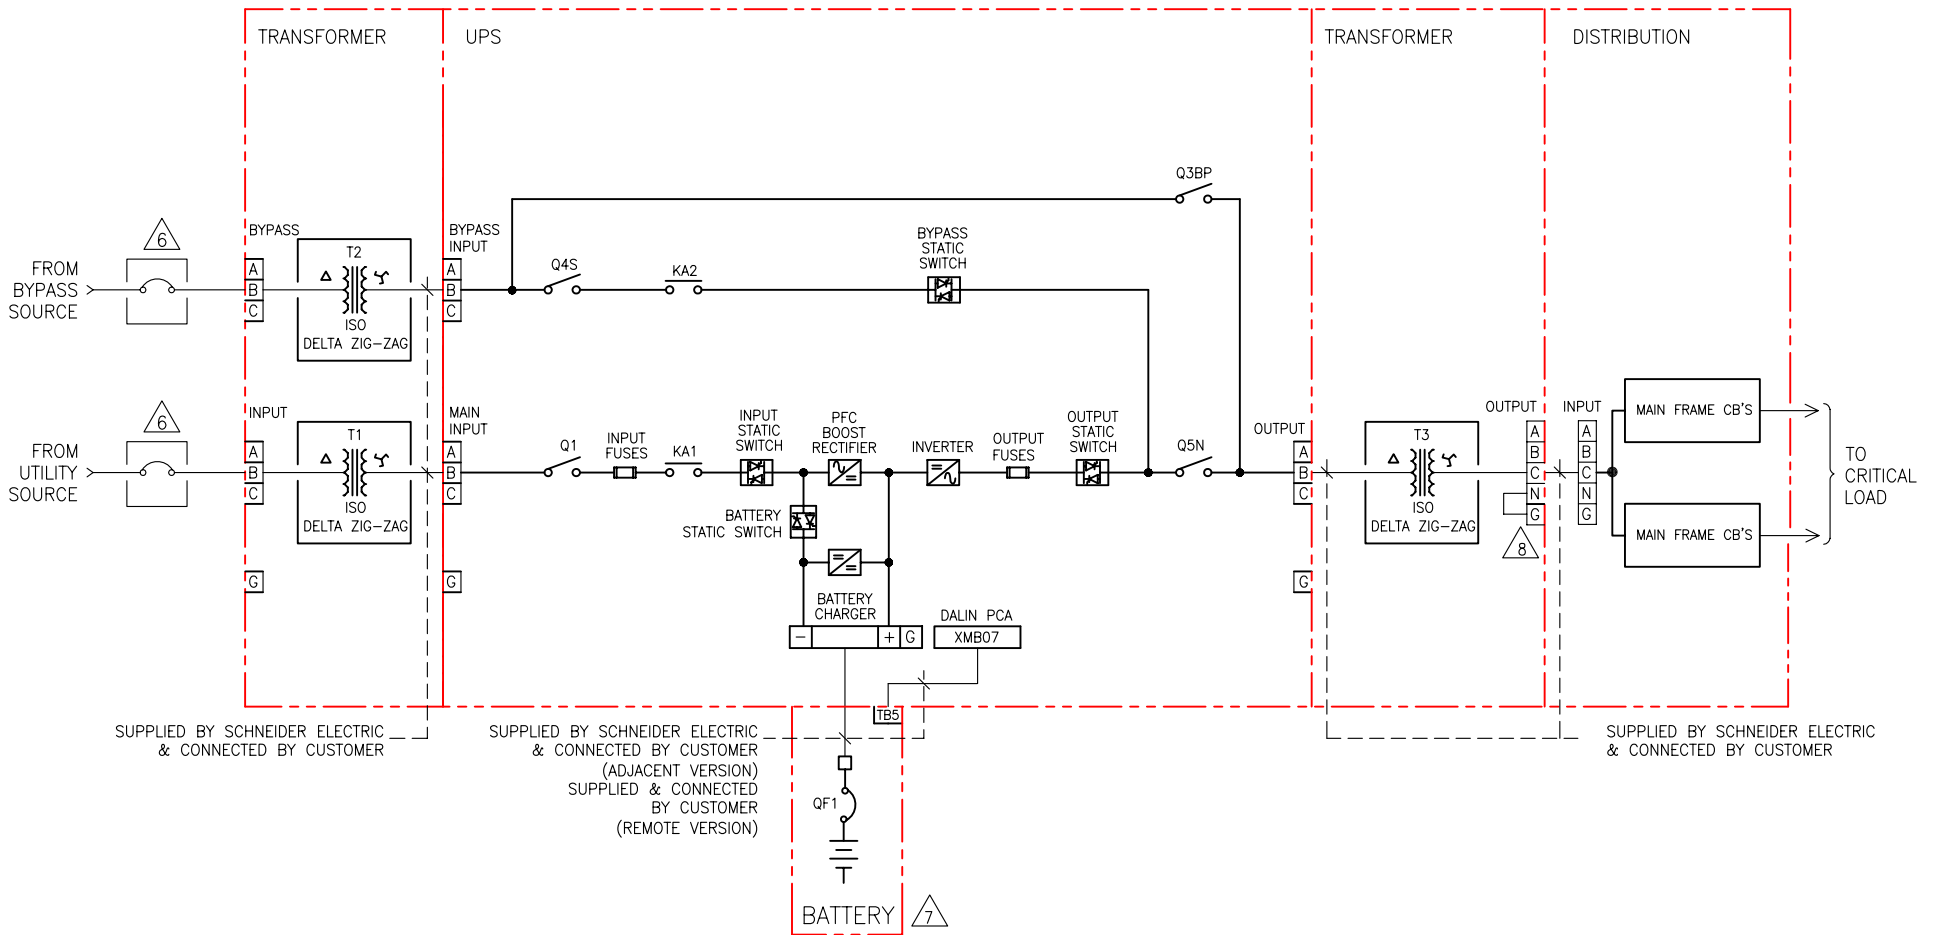 TRANSFORMER
UPS
TRANSFORMER
DISTRIBUTION
Q3BP
6
BYPASS
BYPASS
INPUT
BYPASS
STATIC
SWITCH
FROM
BYPASS
SOURCE
A
B
C
T2
ISO
DELTA ZIG-ZAG
A
B
C
Q4S
KA2
6
INPUT
MAIN
INPUT
FROM
UTILITY
SOURCE
A
B
C
T1
ISO
DELTA ZIG-ZAG
A
B
C
Q1
INPUT
FUSES
KA1
INPUT
STATIC
SWITCH
PFC
BOOST
RECTIFIER
INVERTER
OUTPUT
FUSES
OUTPUT
STATIC
SWITCH
Q5N
OUTPUT
A
B
C
T3
ISO
DELTA ZIG-ZAG
OUTPUT
A
B
C
N
G
8
INPUT
A
B
C
N
G
MAIN FRAME CB'S
MAIN FRAME CB'S
TO
CRITICAL
LOAD
BATTERY
STATIC SWITCH
G
G
G
BATTERY
CHARGER
- + G
DALIN PCA
XMB07
TB5
SUPPLIED BY SCHNEIDER ELECTRIC
& CONNECTED BY CUSTOMER
SUPPLIED BY SCHNEIDER ELECTRIC
& CONNECTED BY CUSTOMER
(ADJACENT VERSION)
SUPPLIED & CONNECTED
BY CUSTOMER
(REMOTE VERSION)
SUPPLIED BY SCHNEIDER ELECTRIC
& CONNECTED BY CUSTOMER
QF1
BATTERY
7